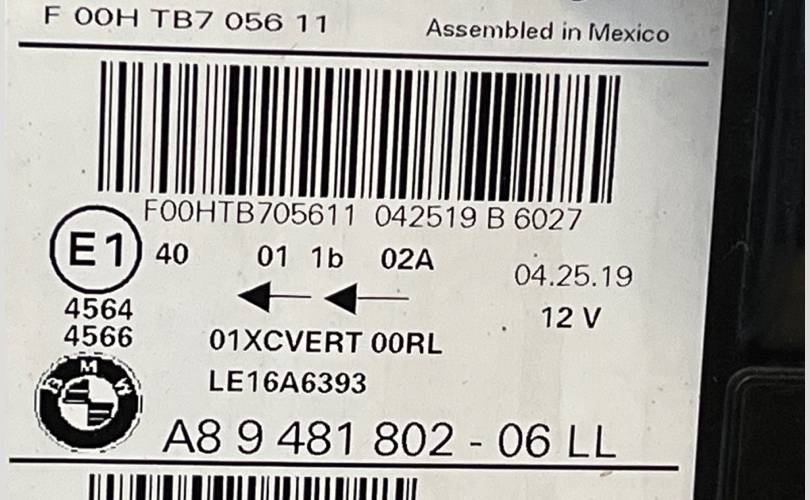 F 00H TB7 056 11
Assembled in Mexico
F00HTB705611 042519 B 6027
E1 40 01 1b 02A
04.25.19
4564
12 V
4566
01XCVERT 00RL
BMW
LE16A6393
A8 9 481 802 - 06 LL